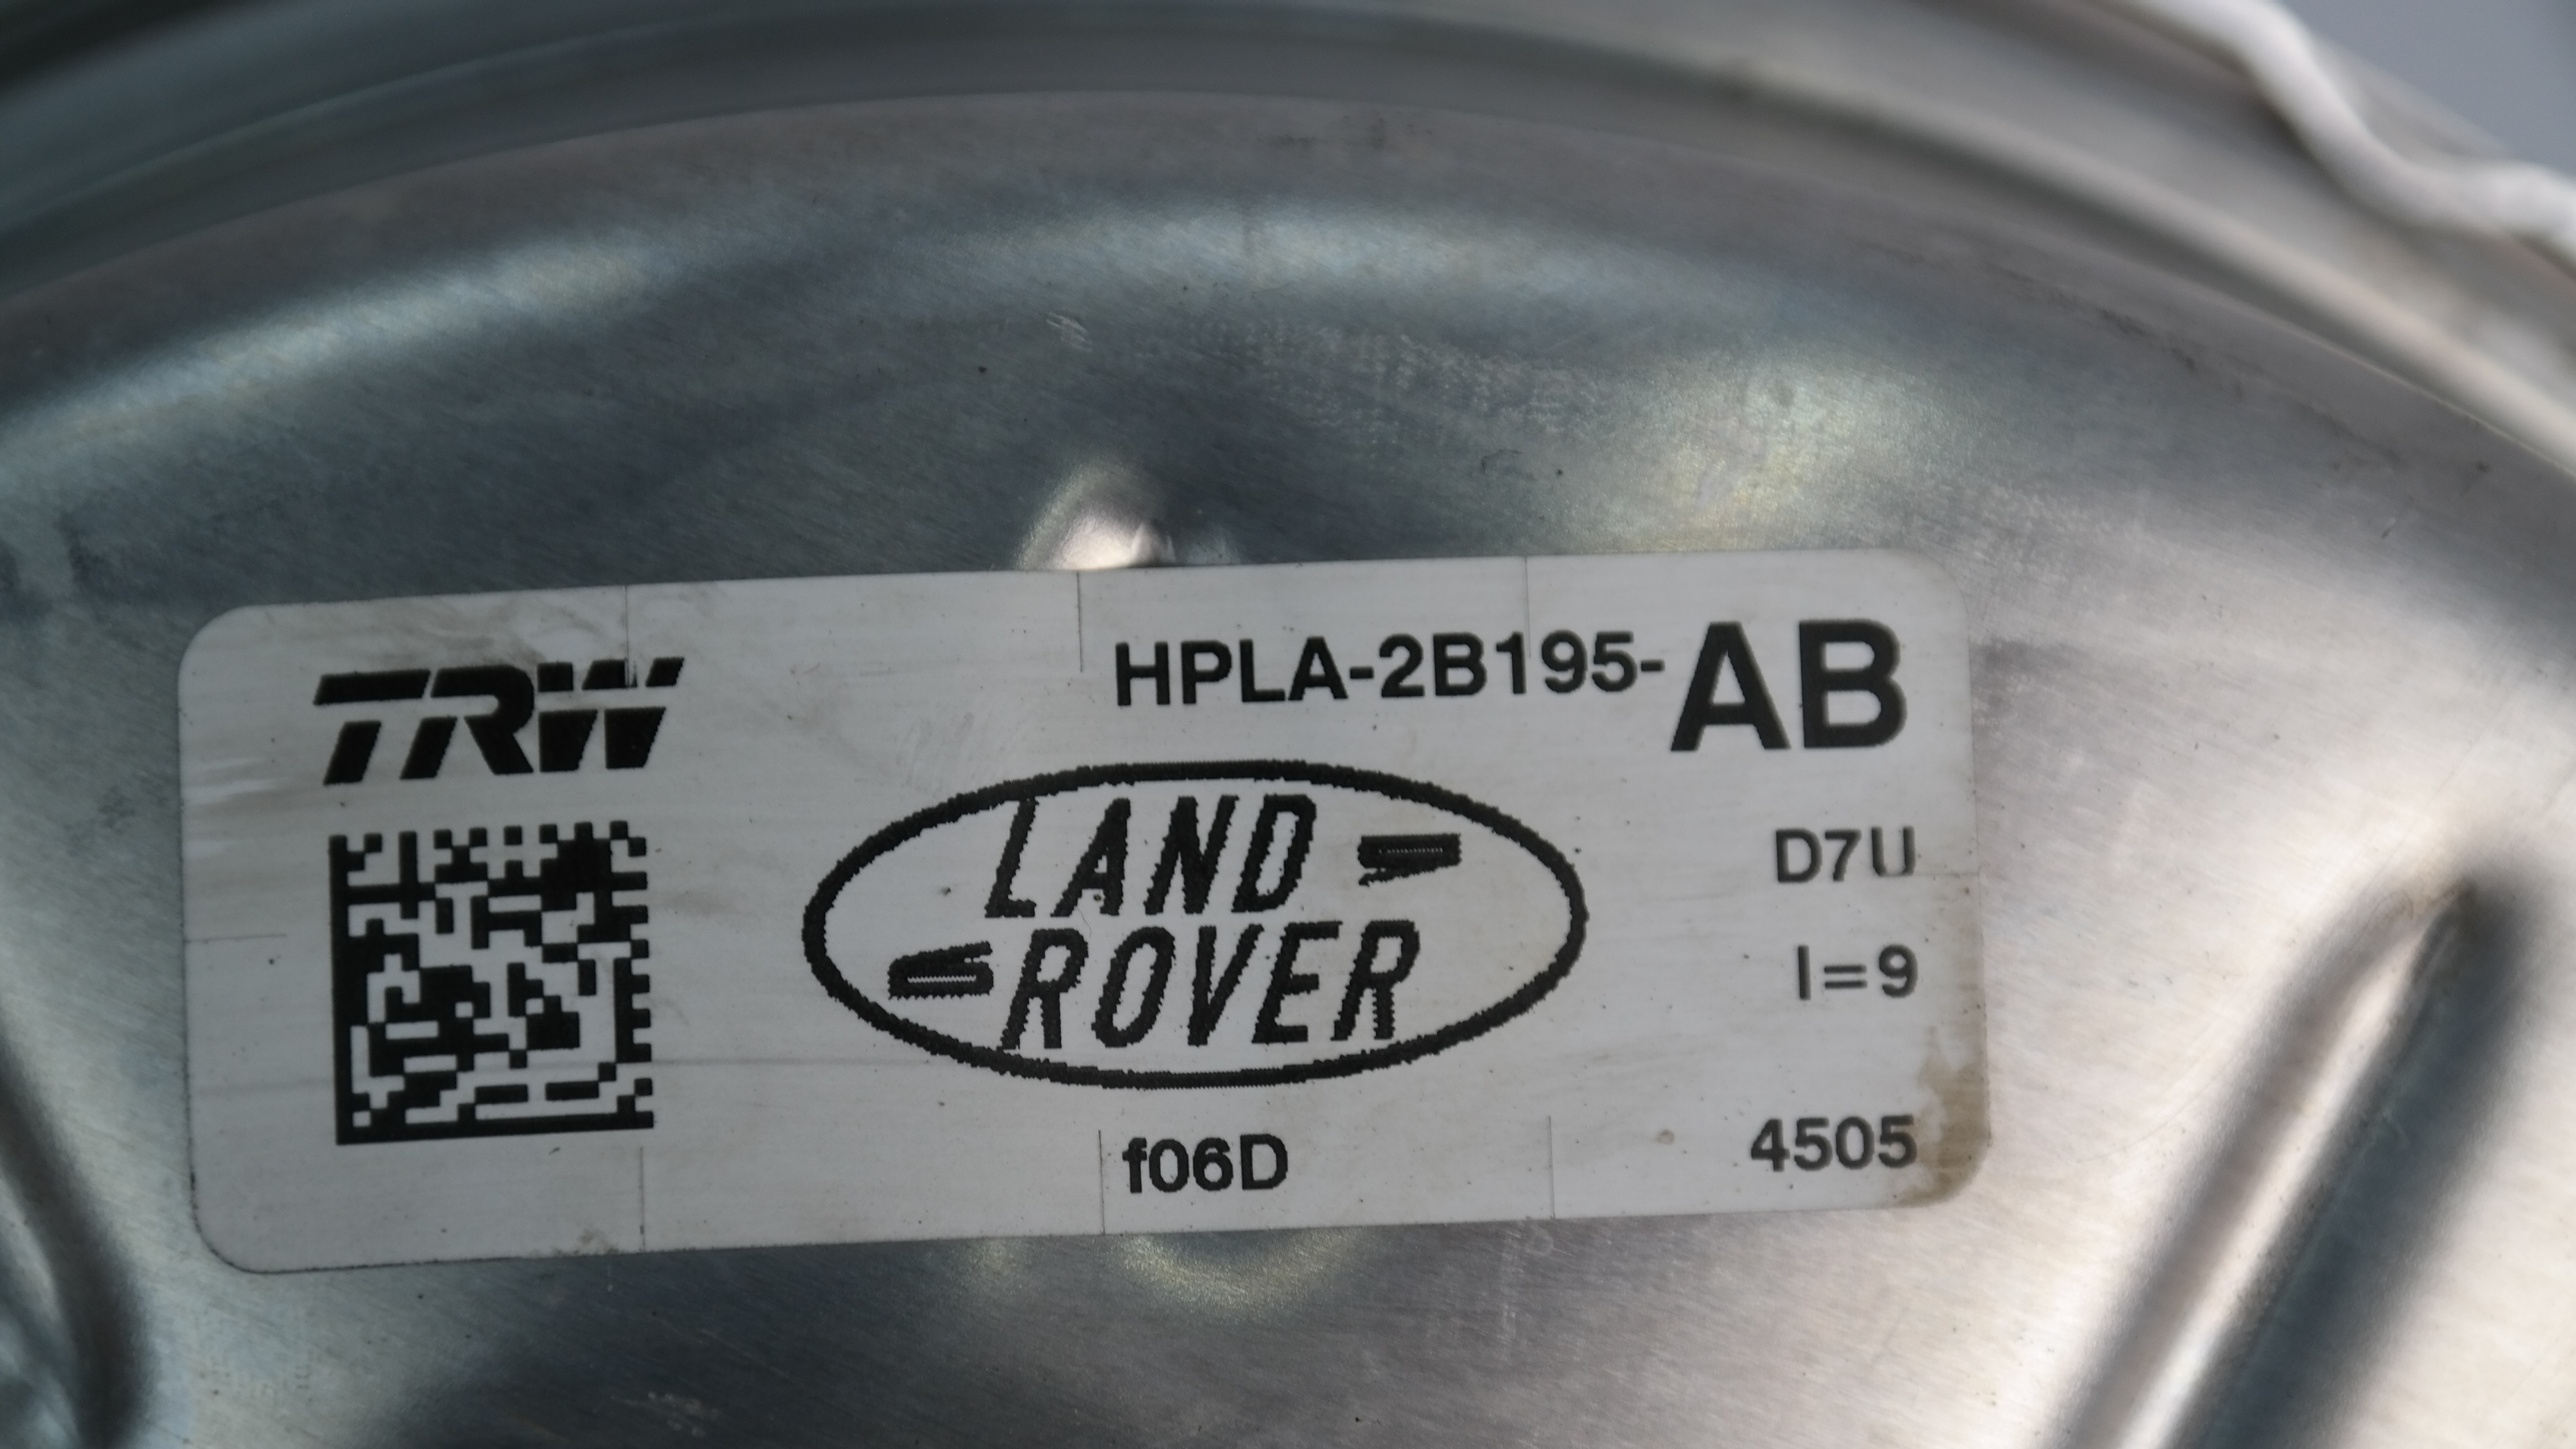 TRW
HPLA-2B195-AB
LAND
ROVER
D7U
I=9
f06D
4505